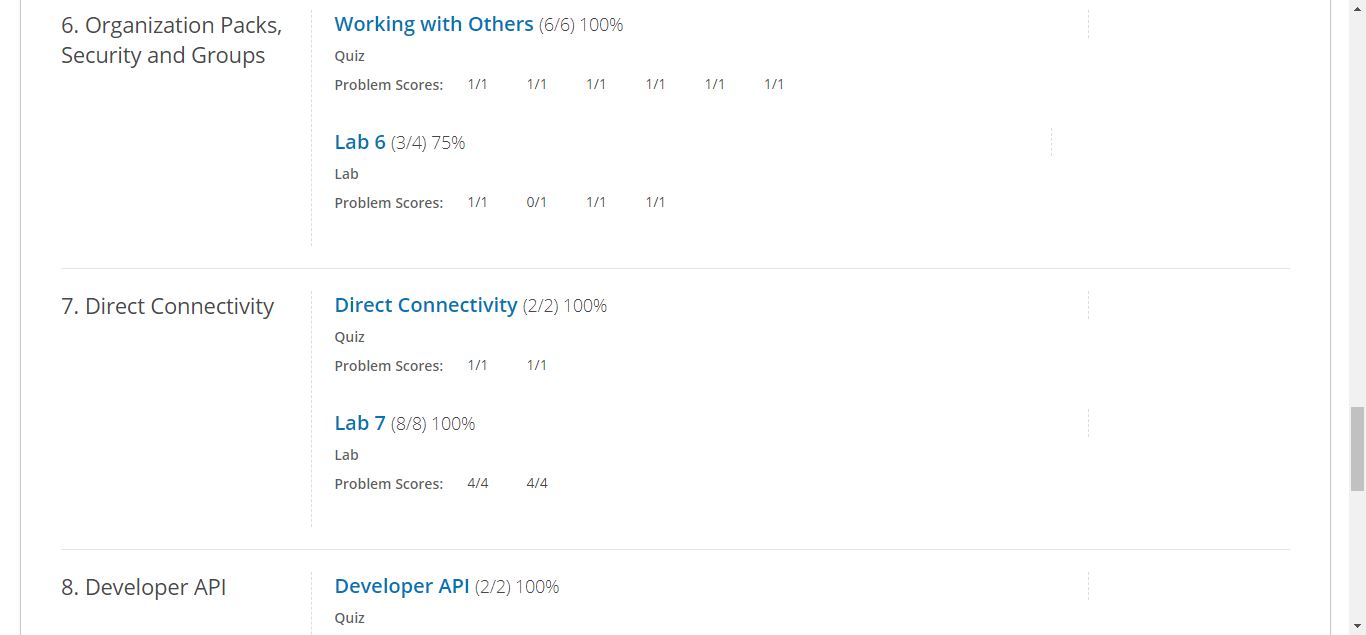 6. Organization Packs,
Security and Groups
Working with Others (6/6) 100%
Quiz
Problem Scores: 1/1 1/1 1/1 1/1 1/1 1/1
Lab 6 (3/4) 75%
Lab
Problem Scores: 1/1 0/1 1/1 1/1
7. Direct Connectivity
Direct Connectivity (2/2) 100%
Quiz
Problem Scores: 1/1 1/1
Lab 7 (8/8) 100%
Lab
Problem Scores: 4/4 4/4
8. Developer API
Developer API (2/2) 100%
Quiz